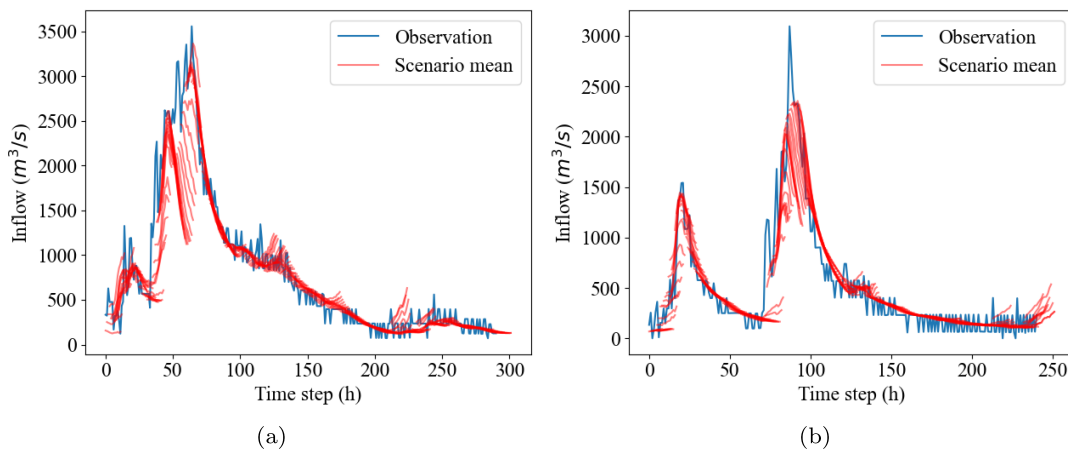 3500
3000
2500
2000
1500
1000
500
0
Inflow (m³/s)
Observation
Scenario mean
0 50 100 150 200 250 300
Time step (h)
(a)
3000
2500
2000
1500
1000
500
0
Inflow (m³/s)
Observation
Scenario mean
0 50 100 150 200 250
Time step (h)
(b)